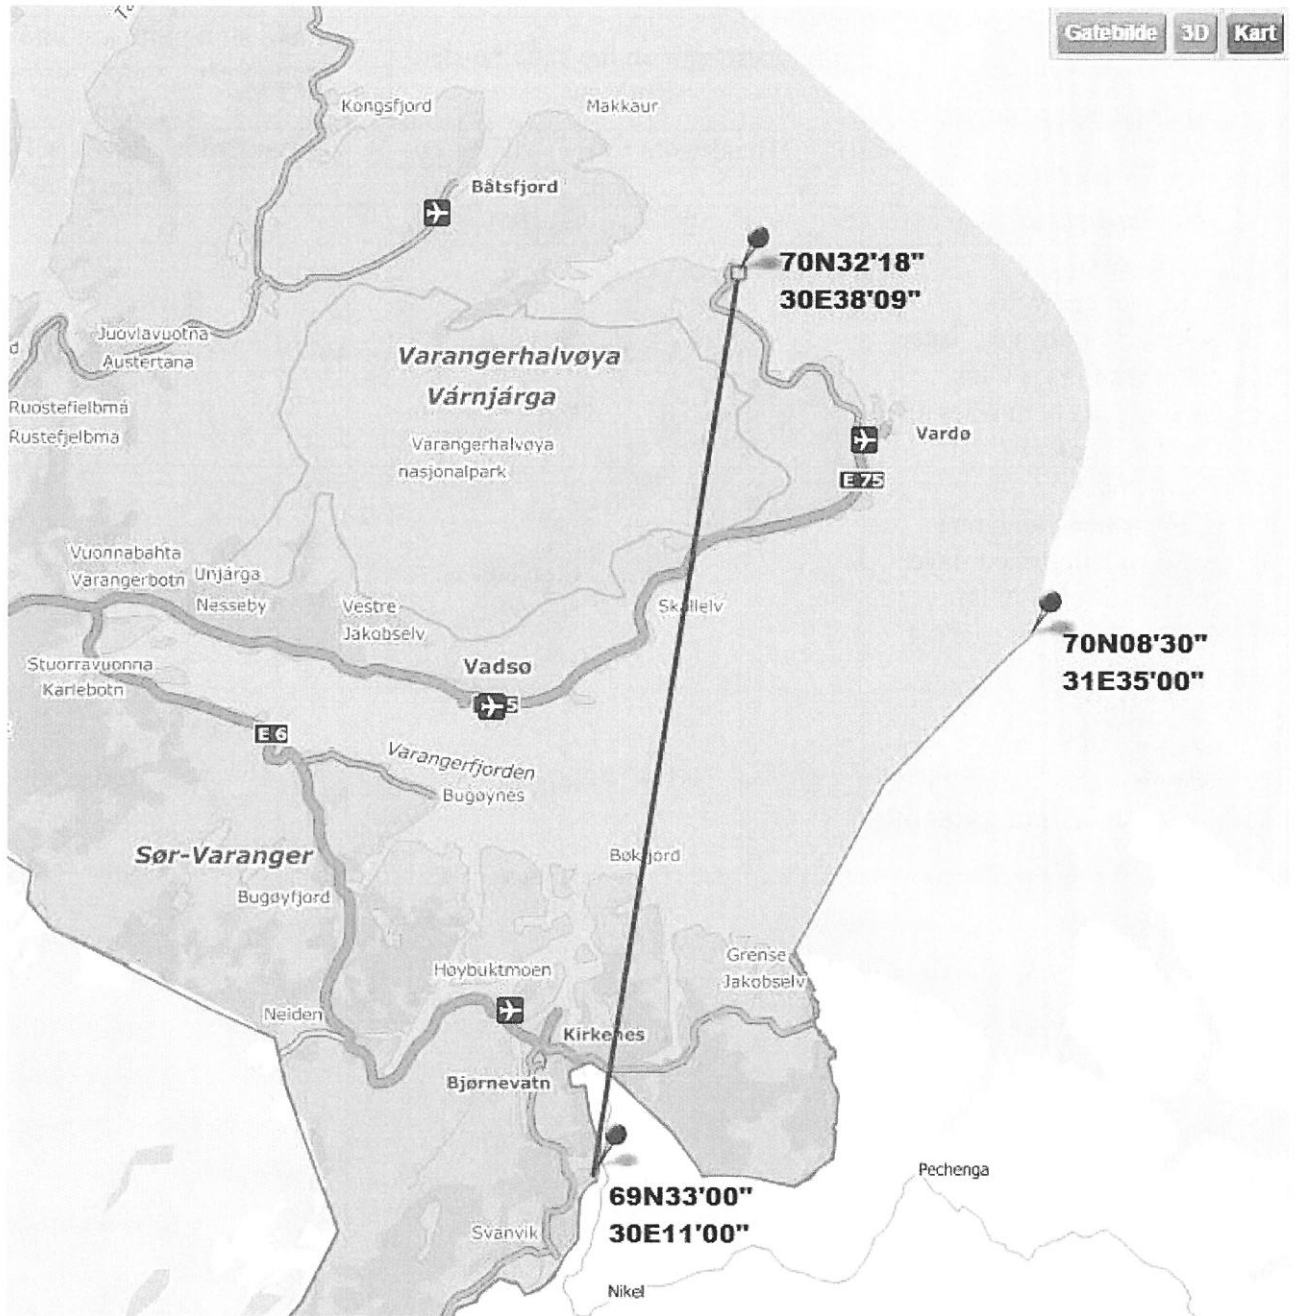 Gatebilde 3D Kart
Kongsfjord
Makkaur
Båtsfjord
70N32'18"
30E38'09"
Juovlavuotna
Austertana
Varangerhalvøya
Várnjárga
Ruostefielbmá
Rustefjelbma
Varangerhalvøya
nasjonalpark
Vardø
E 75
Vuonnabahta
Varangerbotn
Unjárga
Nesseby
Vestre
Jakobselv
Skallelv
70N08'30"
31E35'00"
Stuorravuonna
Karlebotn
Vadsø
5
E 6
Varangerfjorden
Bugøynes
Sør-Varanger
Bøkfjord
Bugøyfjord
Høybuktmoen
Grense
Jakobselv
Neiden
Kirkenes
Bjørnevatn
Pechenga
69N33'00"
30E11'00"
Svanvik
Nikel